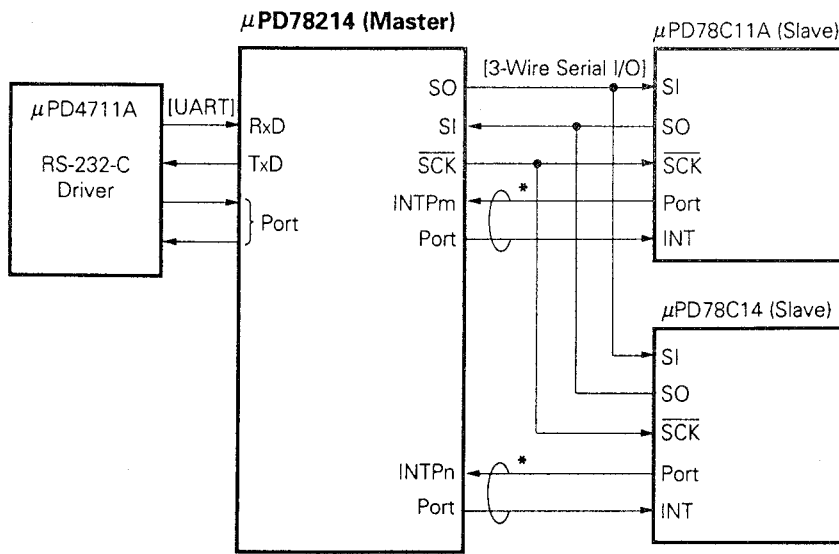 μPD78214 (Master)
μPD78C11A (Slave)
[3-Wire Serial I/O]
μPD4711A
RS-232-C
Driver
[UART]
RxD
TxD
Port
SO
SI
SCK
INTPm
Port
*
SI
SO
SCK
Port
INT
μPD78C14 (Slave)
SI
SO
SCK
Port
INT
INTPn
Port
*